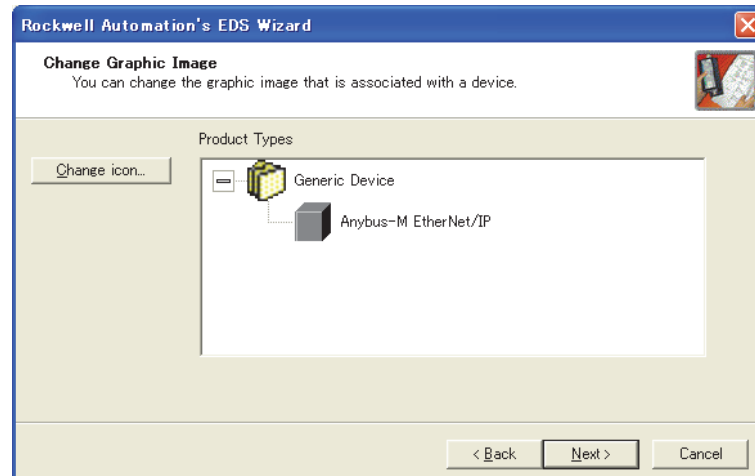 Rockwell Automation's EDS Wizard
Change Graphic Image
You can change the graphic image that is associated with a device.
Product Types
Change icon...
Generic Device
Anybus-M EtherNet/IP
< Back
Next >
Cancel